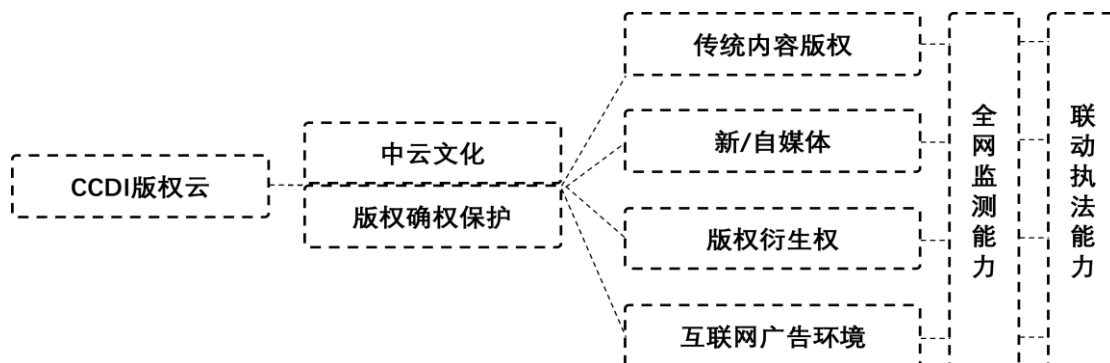 CCDI版权云
中云文化
版权确权保护
传统内容版权
新/自媒体
版权衍生权
互联网广告环境
全网监测能力
联动执法能力